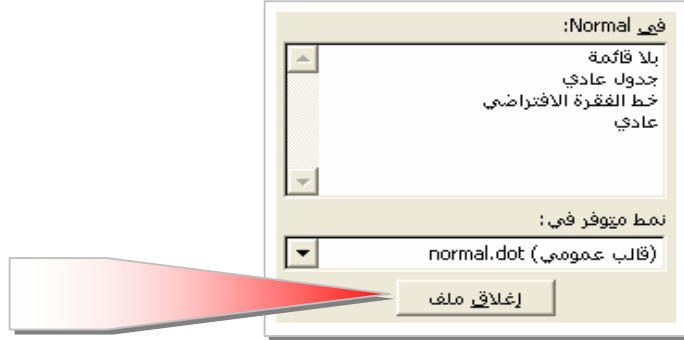 في Normal:
بلا قائمة
جدول عادي
خط الفقرة الافتراضي
عادي
نمط متوفر في:
normal.dot (قالب عمومي)
إغلاق ملف